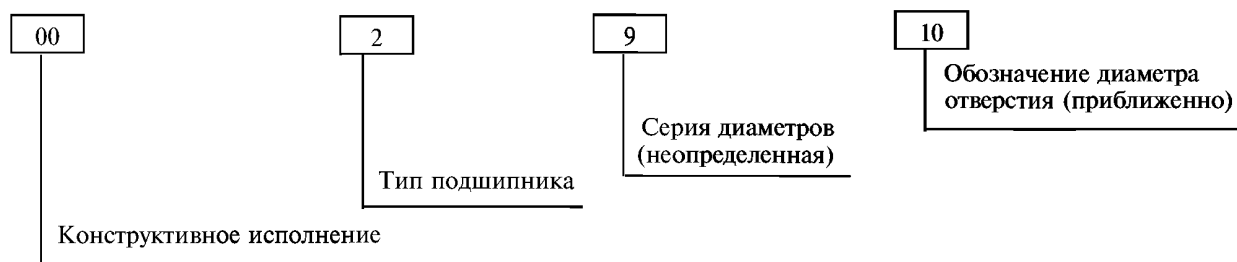 00 2 9 10
Обозначение диаметра
отверстия (приближенно)
Серия диаметров
(неопределенная)
Тип подшипника
Конструктивное исполнение